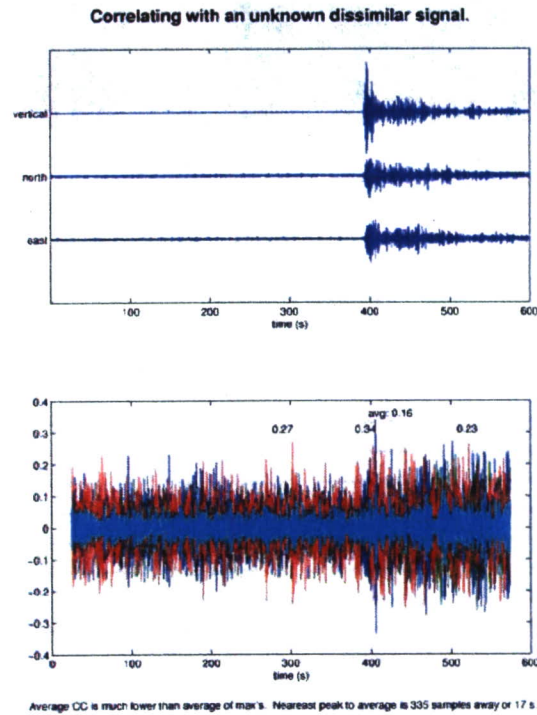 Correlating with an unknown dissimilar signal.
vertical
north
east
100 200 300 400 500 600
time (s)
avg: 0.16
0.27 0.34 0.23
0.4
0.3
0.2
0.1
0
-0.1
-0.2
-0.3
-0.4
0 100 200 300 400 500 600
time (s)
Average CC is much lower than average of max's. Neareast peak to average is 335 samples away or 17 s